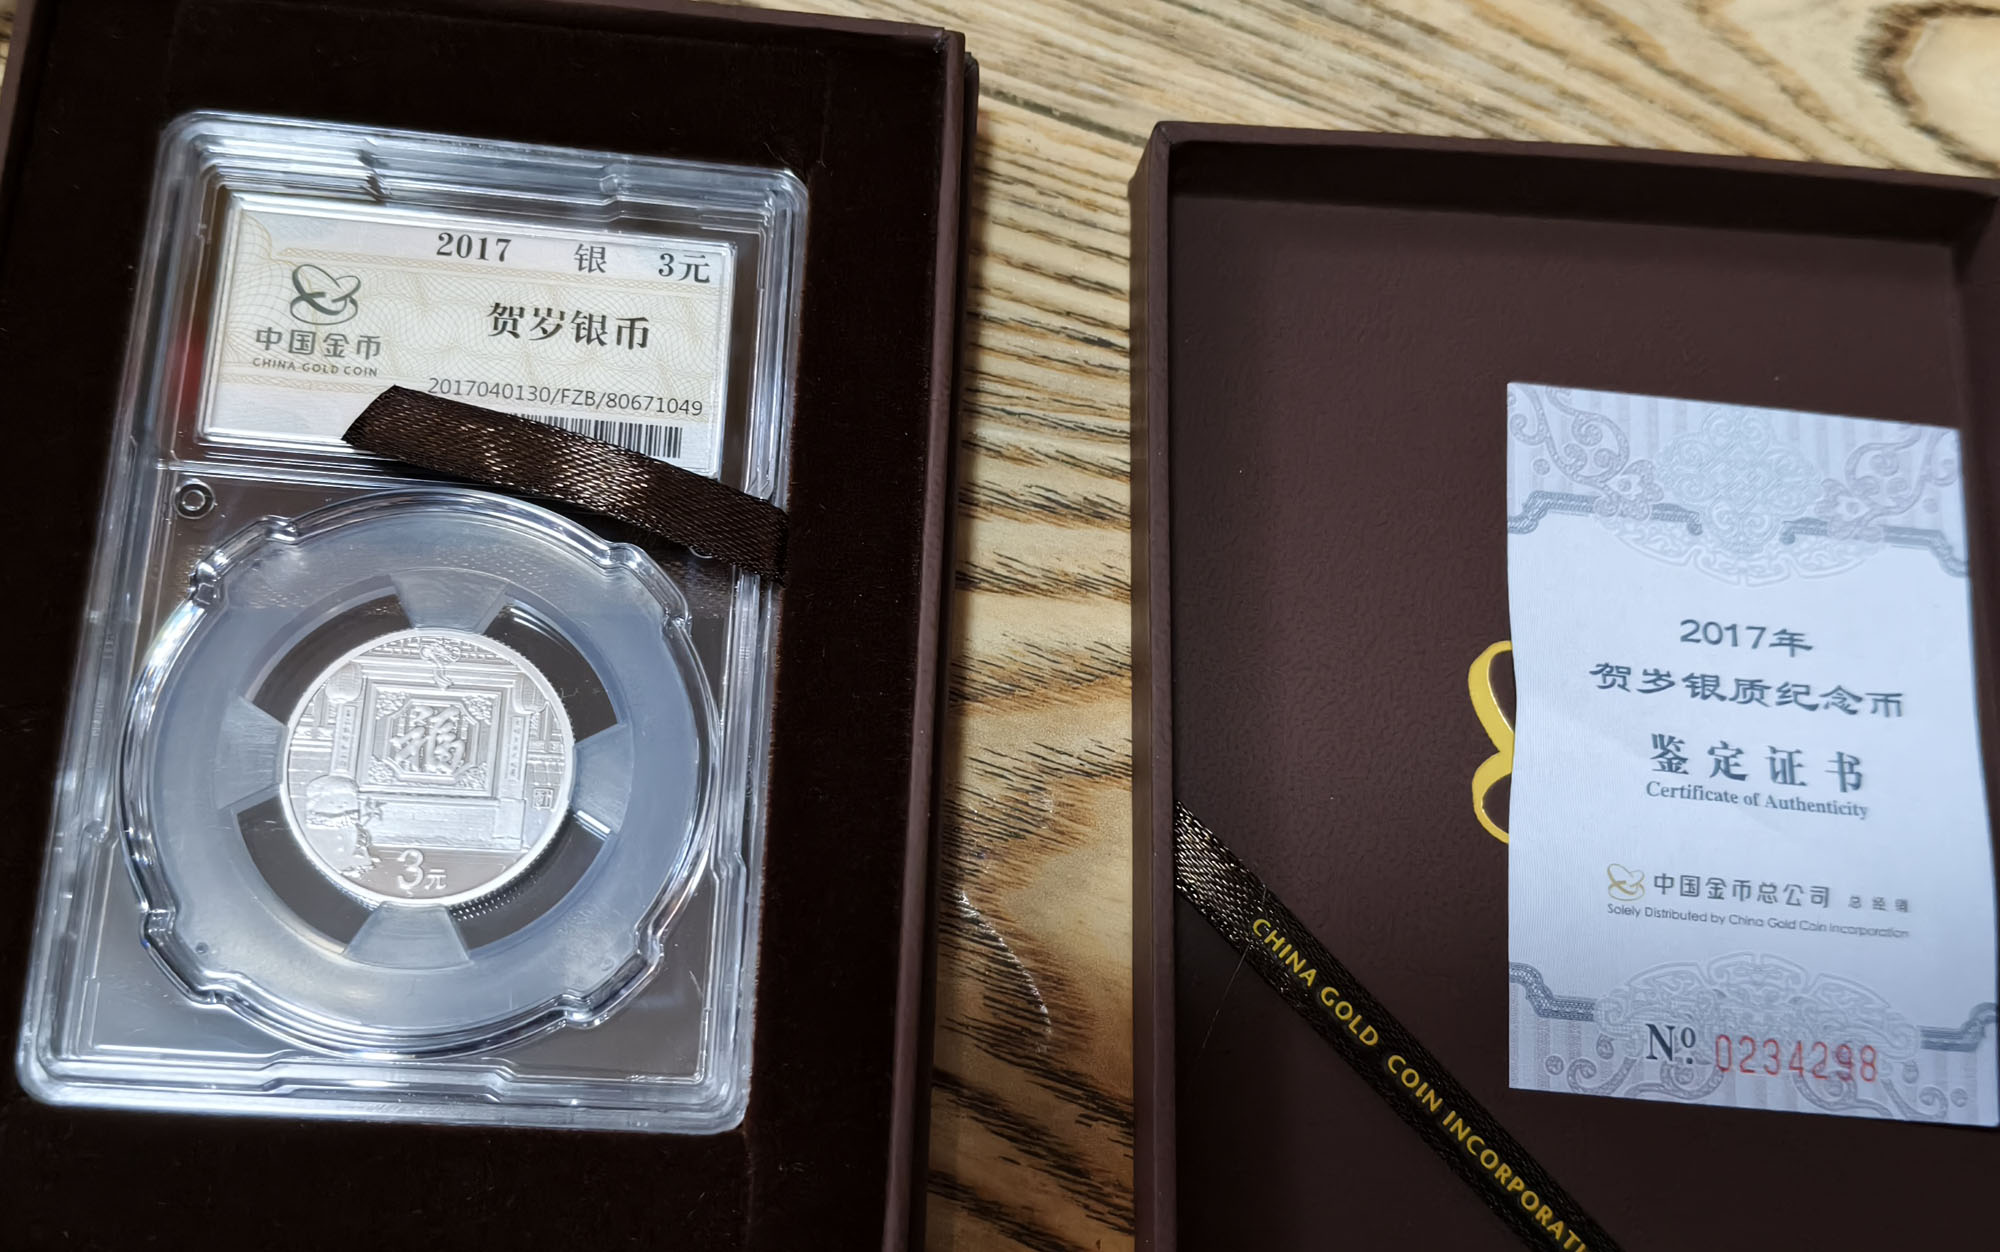 2017 银 3元
中国金币
CHINA GOLD COIN
贺岁银币
2017040130/FZB/80671049
福
3元
2017年
贺岁银质纪念币
鉴定证书
Certificate of Authenticity
中国金币总公司 总经销
Solely Distributed by China Gold Coin Incorporation
№ 0234298
CHINA GOLD COIN INCORPORATI